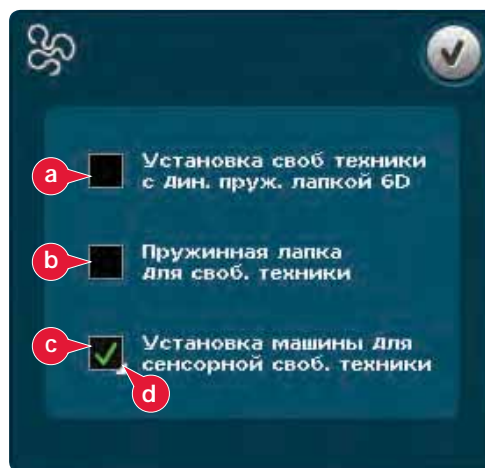 a
Установка своб техники
с дин. пруж. лапкой 6D
b
Пружинная лапка
для своб. техники
c
Установка машины для
сенсорной своб. техники
d